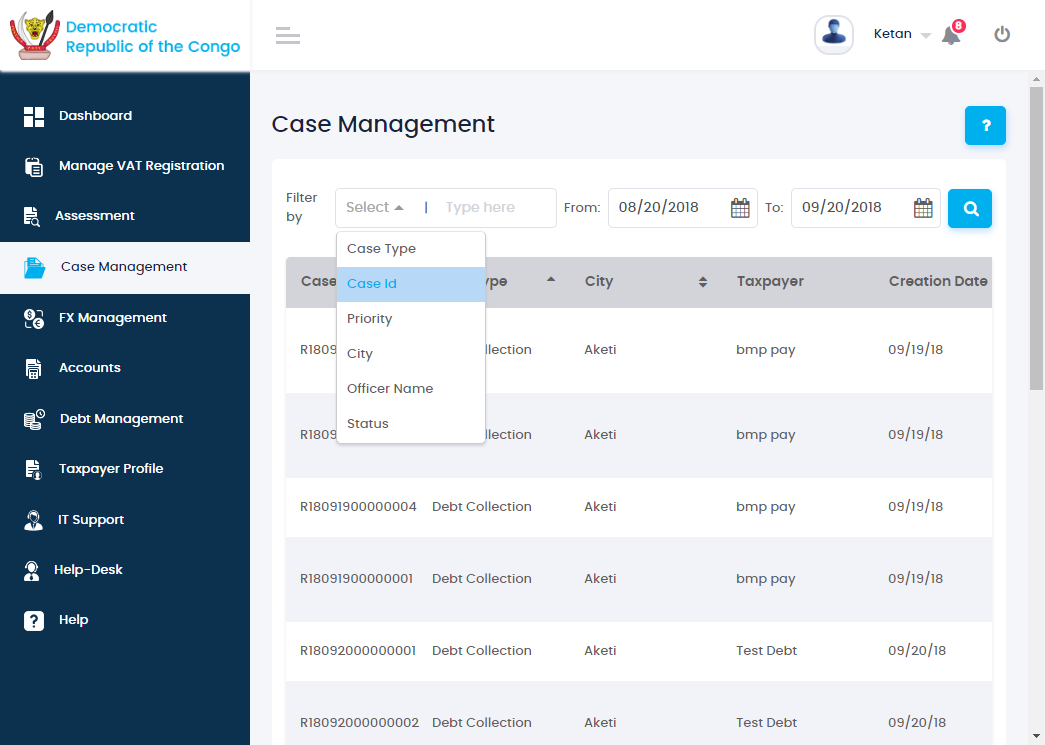 Democratic
Republic of the Congo
Ketan
8
Dashboard
Manage VAT Registration
Assessment
Case Management
FX Management
Accounts
Debt Management
Taxpayer Profile
IT Support
Help-Desk
? Help
Case Management
?
Filter by
Select | Type here
From: 08/20/2018
To: 09/20/2018
Case Type
Case Id
Priority
City
Officer Name
Status
Case ype City Taxpayer Creation Date
R1809 llection Aketi bmp pay 09/19/18
R1809 llection Aketi bmp pay 09/19/18
R18091900000004 Debt Collection Aketi bmp pay 09/19/18
R18091900000001 Debt Collection Aketi bmp pay 09/19/18
R18092000000001 Debt Collection Aketi Test Debt 09/20/18
R18092000000002 Debt Collection Aketi Test Debt 09/20/18